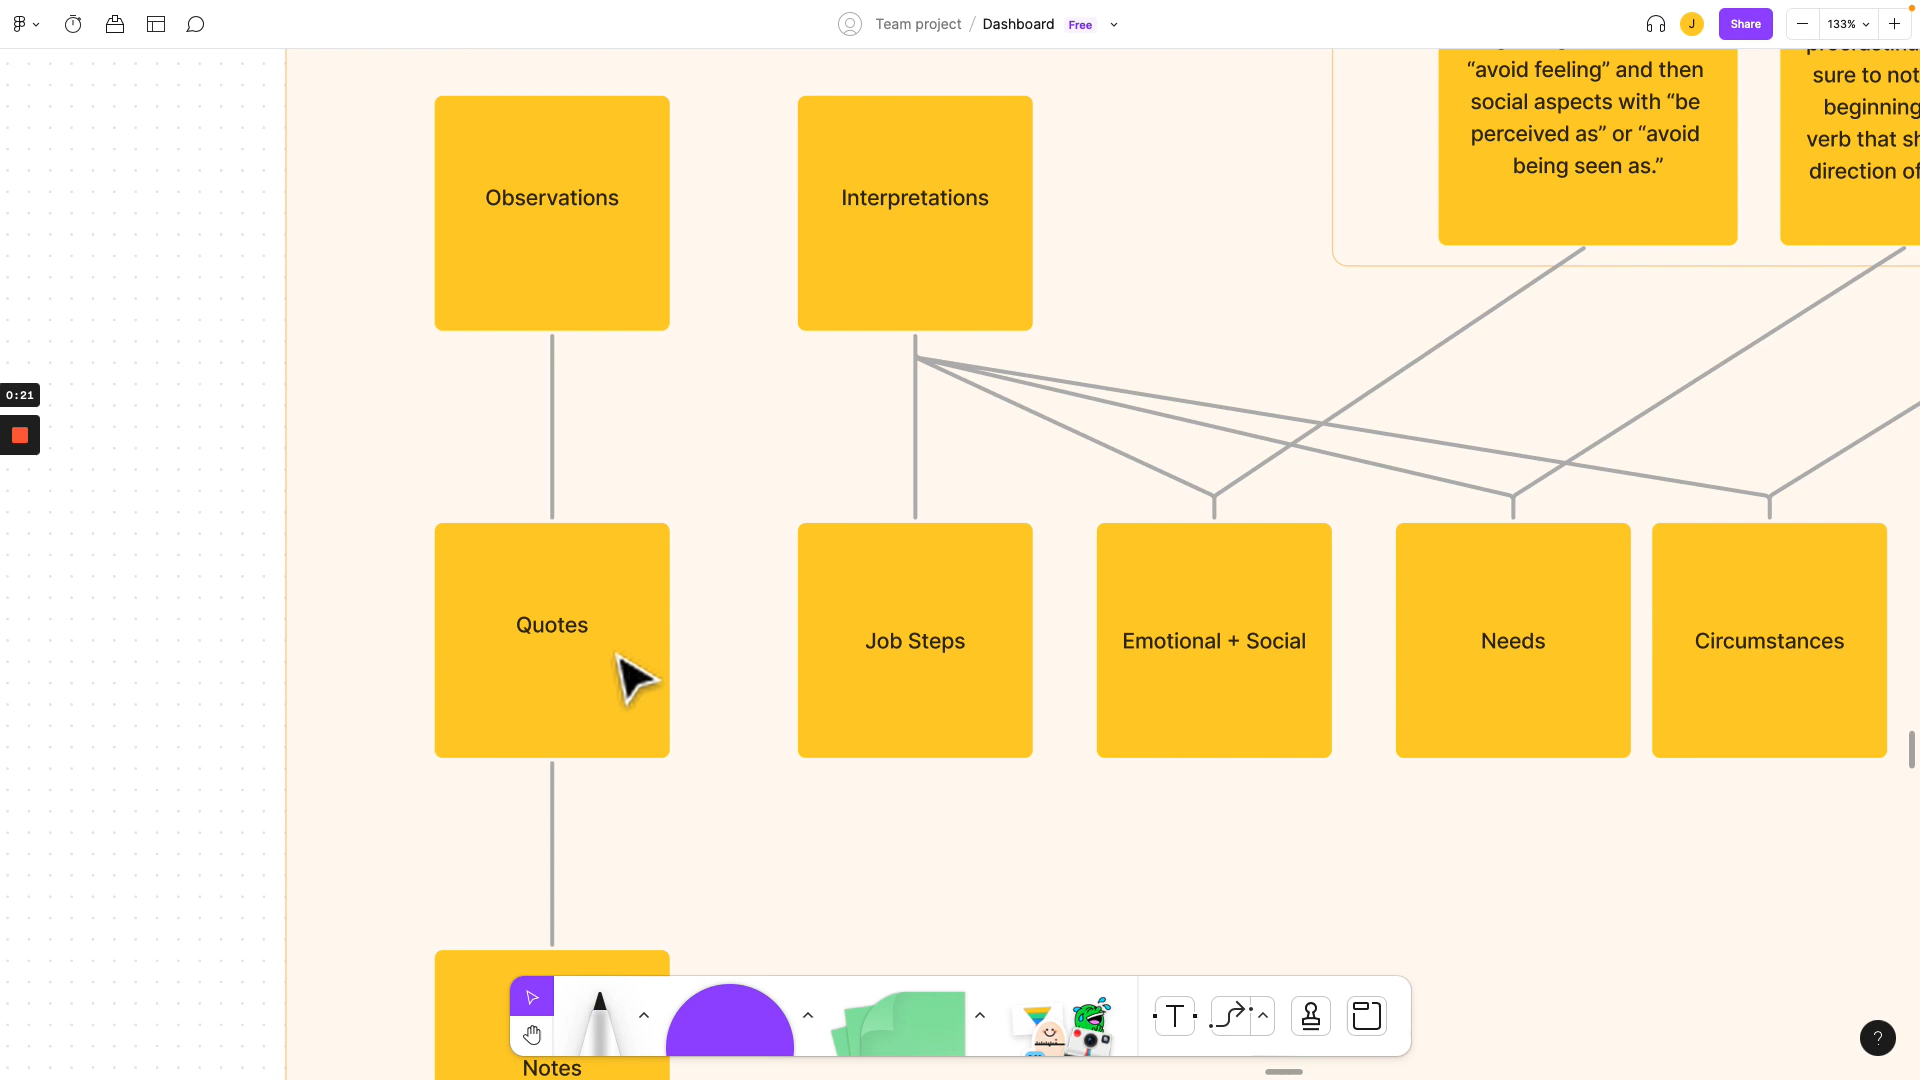 Team project / Dashboard Free
J
Share
133%
“avoid feeling” and then
social aspects with “be
perceived as” or “avoid
being seen as.”
sure to not
beginning
verb that sh
direction of
Observations
Interpretations
0:21
Quotes
Job Steps
Emotional + Social
Needs
Circumstances
Notes
T
?